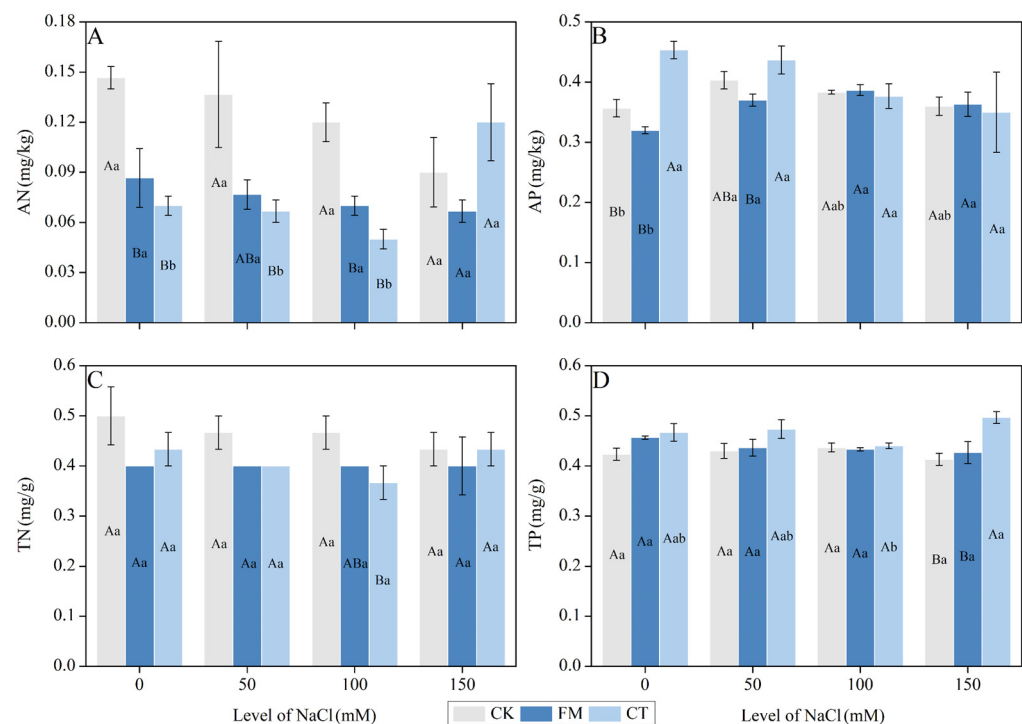 A
AN (mg/kg)
0.18
0.15
0.12
0.09
0.06
0.03
0.00
Aa
Ba
Bb
Aa
ABa
Bb
Aa
Ba
Bb
Aa
Aa
Aa
0 50 100 150
B
AP (mg/kg)
0.5
0.4
0.3
0.2
0.1
0.0
Bb
Bb
Aa
ABa
Ba
Aa
Aab
Aa
Aa
Aab
Aa
Aa
0 50 100 150
C
TN (mg/g)
0.6
0.5
0.4
0.3
0.2
0.1
0.0
Aa
Aa
Aa
Aa
Aa
Aa
Aa
ABa
Ba
Aa
Aa
Aa
0 50 100 150
Level of NaCl (mM)
D
TP (mg/g)
0.6
0.5
0.4
0.3
0.2
0.1
0.0
Aa
Aa
Aab
Aa
Aa
Aab
Aa
Aa
Ab
Ba
Ba
Aa
0 50 100 150
Level of NaCl (mM)
CK FM CT